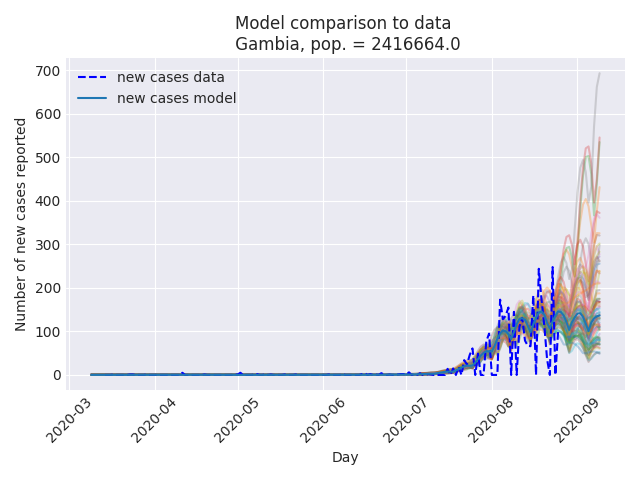 Model comparison to data
Gambia, pop. = 2416664.0
new cases data
new cases model
Number of new cases reported
700
600
500
400
300
200
100
0
2020-03
2020-04
2020-05
2020-06
2020-07
2020-08
2020-09
Day